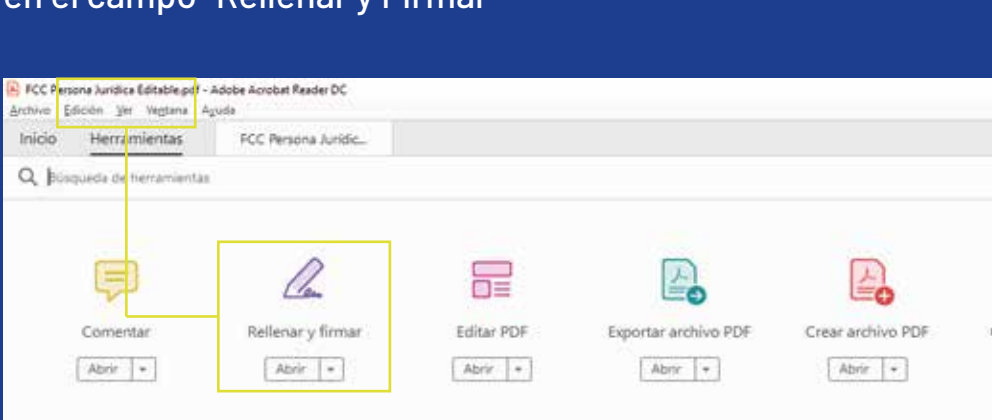 en el campo "Rellenar y Firmar"
FCC Persona Jurídica Editable.pdf - Adobe Acrobat Reader DC
Archivo Edición Ver Ventana Ayuda
Inicio Herramientas FCC Persona Jurídic...
Búsqueda de herramientas
Comentar Rellenar y firmar Editar PDF Exportar archivo PDF Crear archivo PDF
Abrir Abrir Abrir Abrir Abrir